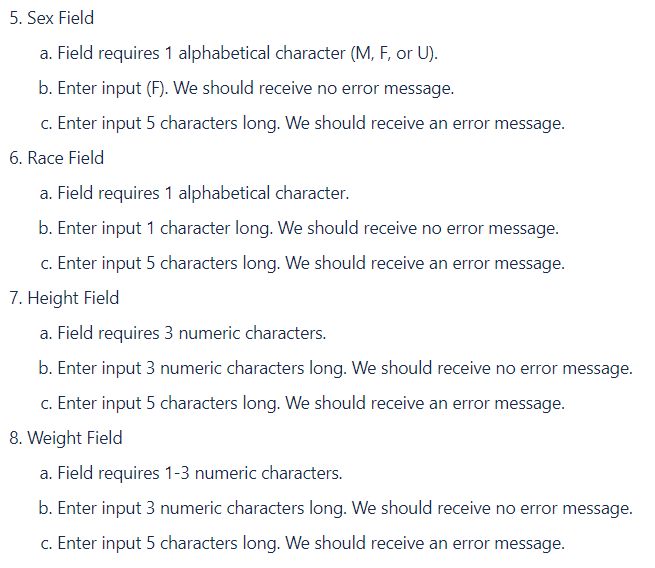 5. Sex Field
a. Field requires 1 alphabetical character (M, F, or U).
b. Enter input (F). We should receive no error message.
c. Enter input 5 characters long. We should receive an error message.
6. Race Field
a. Field requires 1 alphabetical character.
b. Enter input 1 character long. We should receive no error message.
c. Enter input 5 characters long. We should receive an error message.
7. Height Field
a. Field requires 3 numeric characters.
b. Enter input 3 numeric characters long. We should receive no error message.
c. Enter input 5 characters long. We should receive an error message.
8. Weight Field
a. Field requires 1-3 numeric characters.
b. Enter input 3 numeric characters long. We should receive no error message.
c. Enter input 5 characters long. We should receive an error message.